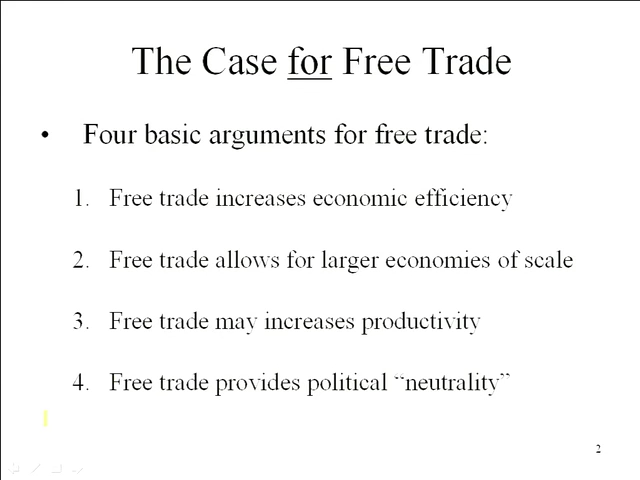 The Case for Free Trade
• Four basic arguments for free trade:
1. Free trade increases economic efficiency
2. Free trade allows for larger economies of scale
3. Free trade may increases productivity
4. Free trade provides political “neutrality”
2